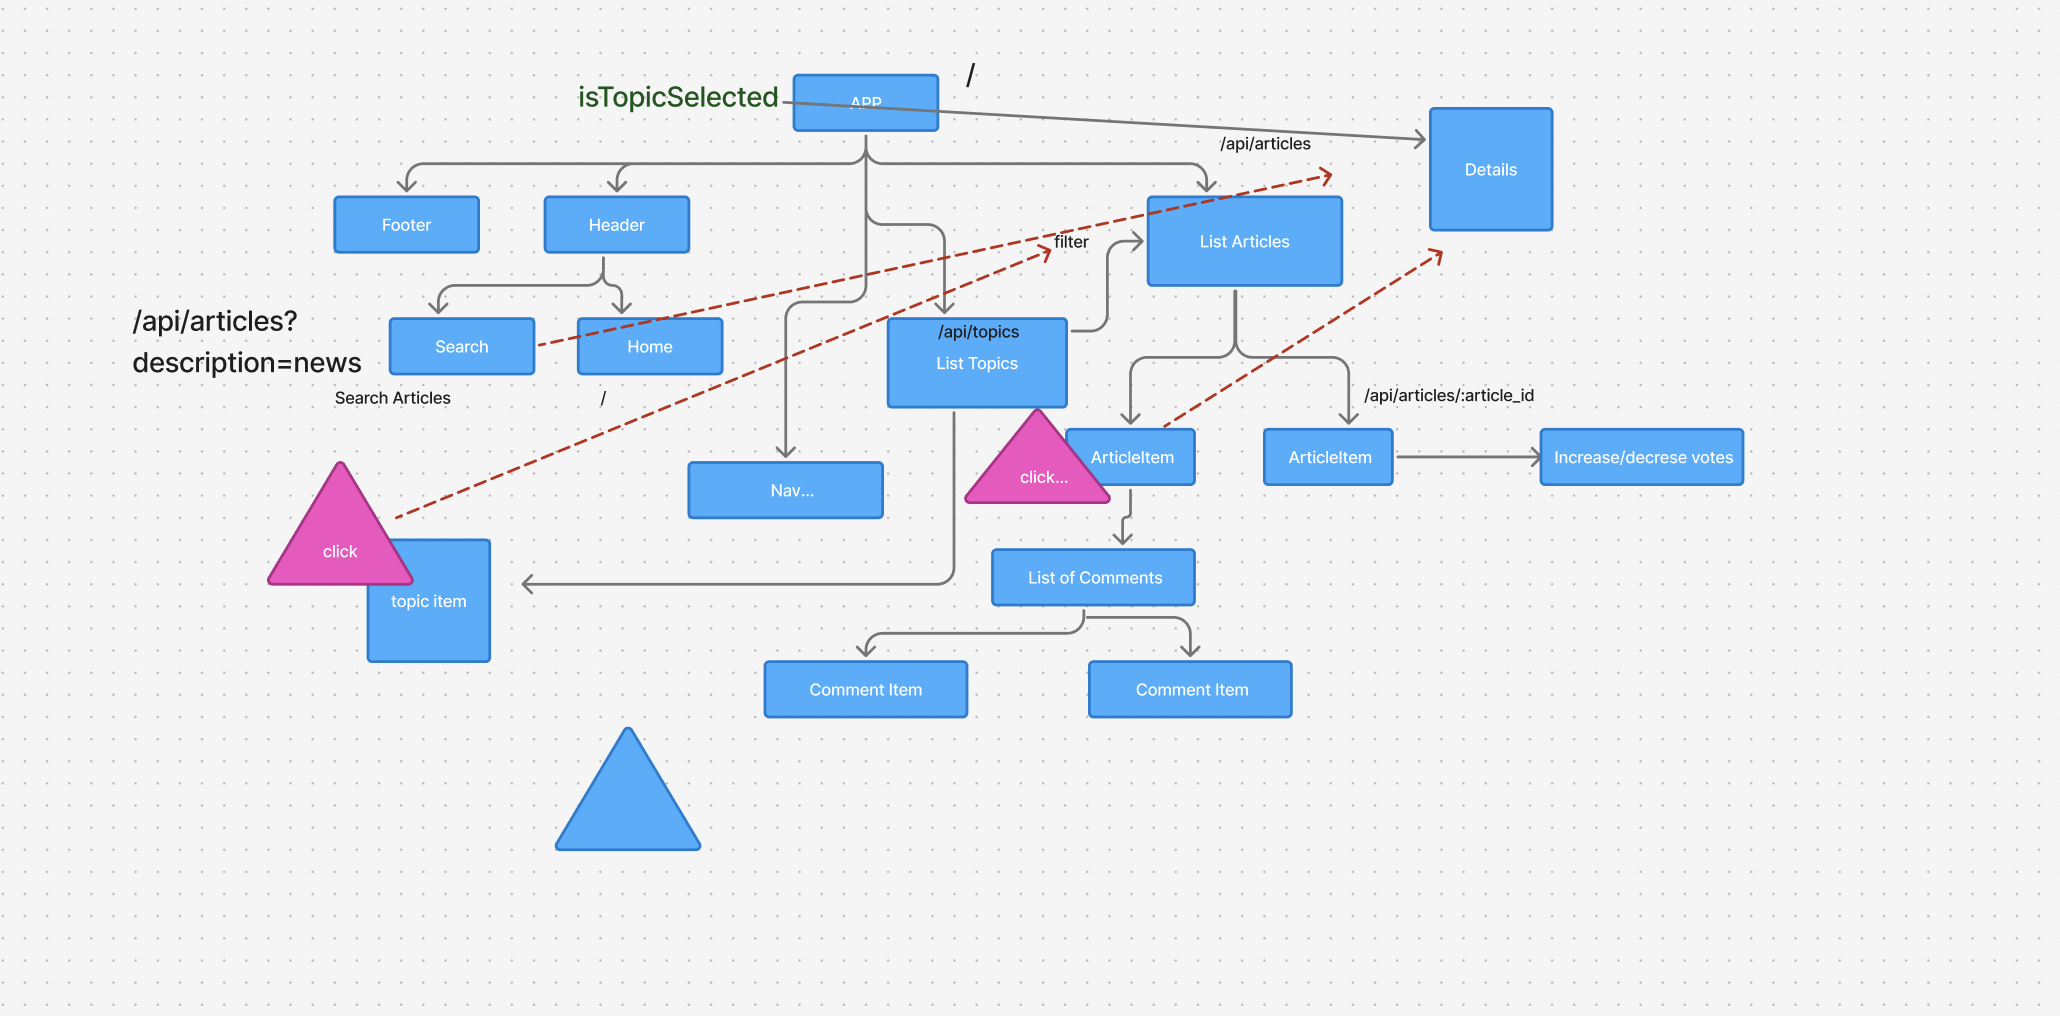 /
isTopicSelected
APP
/api/articles
Details
Footer
Header
List Articles
filter
/api/articles?
description=news
Search
Home
/api/topics
List Topics
Search Articles
/
/api/articles/:article_id
ArticleItem
ArticleItem
Increase/decrese votes
click...
Nav...
click
topic item
List of Comments
Comment Item
Comment Item